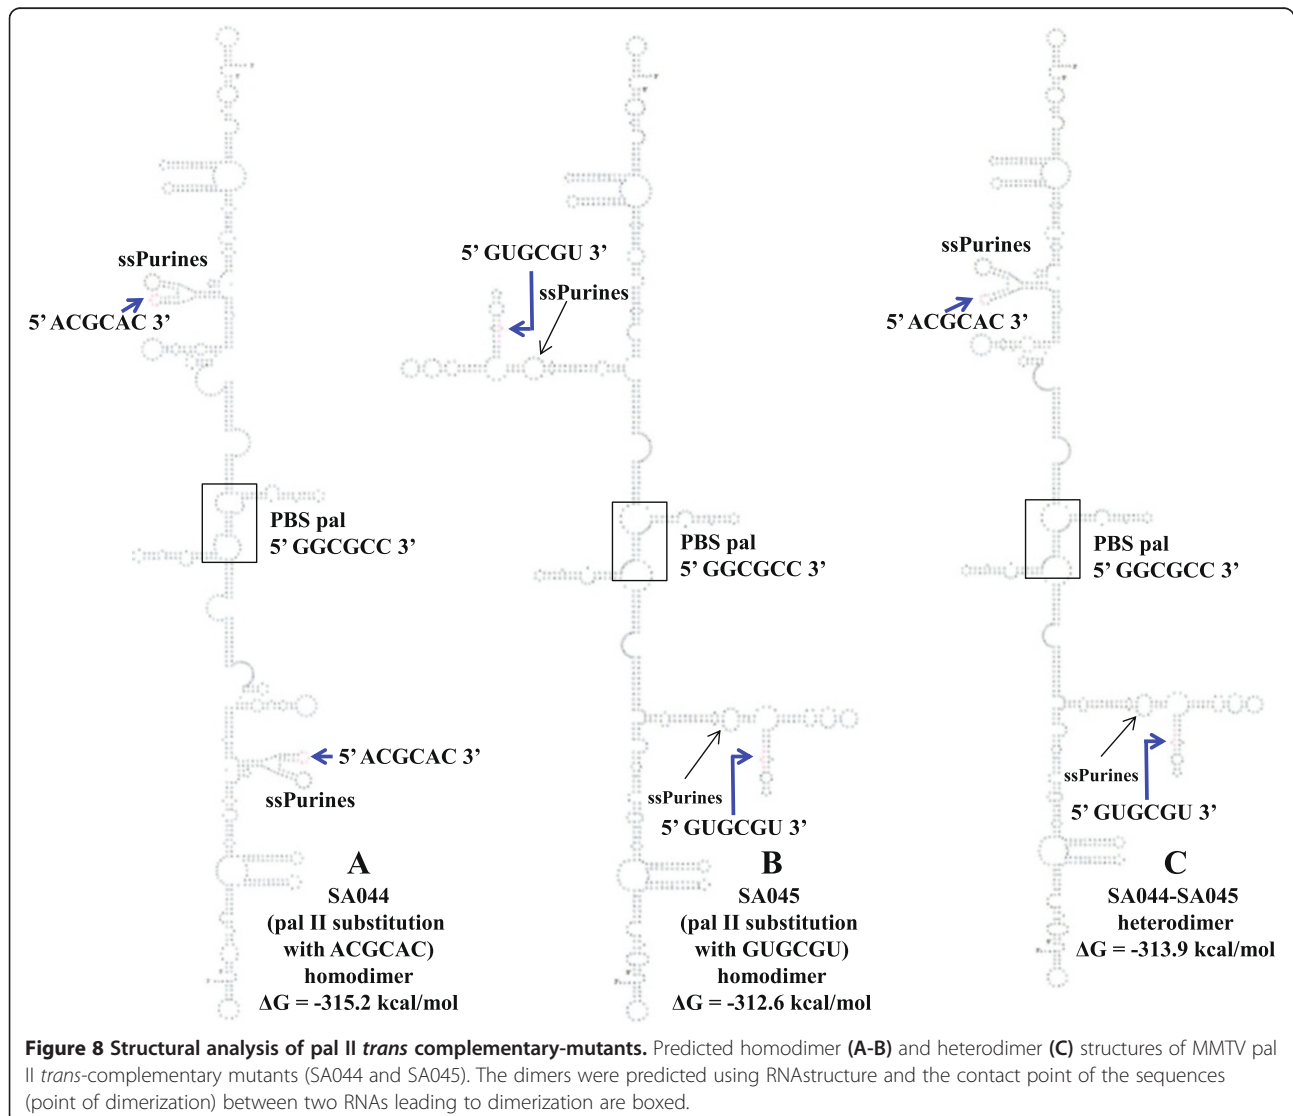 ssPurines
5’ ACGCAC 3’
PBS pal
5’ GGCGCC 3’
5’ ACGCAC 3’
ssPurines
A
SA044
(pal II substitution
with ACGCAC)
homodimer
ΔG = -315.2 kcal/mol
5’ GUGCGU 3’
ssPurines
PBS pal
5’ GGCGCC 3’
ssPurines
5’ GUGCGU 3’
B
SA045
(pal II substitution
with GUGCGU)
homodimer
ΔG = -312.6 kcal/mol
ssPurines
5’ ACGCAC 3’
PBS pal
5’ GGCGCC 3’
ssPurines
5’ GUGCGU 3’
C
SA044-SA045
heterodimer
ΔG = -313.9 kcal/mol
Figure 8 Structural analysis of pal II trans complementary-mutants. Predicted homodimer (A-B) and heterodimer (C) structures of MMTV pal
II trans-complementary mutants (SA044 and SA045). The dimers were predicted using RNAstructure and the contact point of the sequences
(point of dimerization) between two RNAs leading to dimerization are boxed.